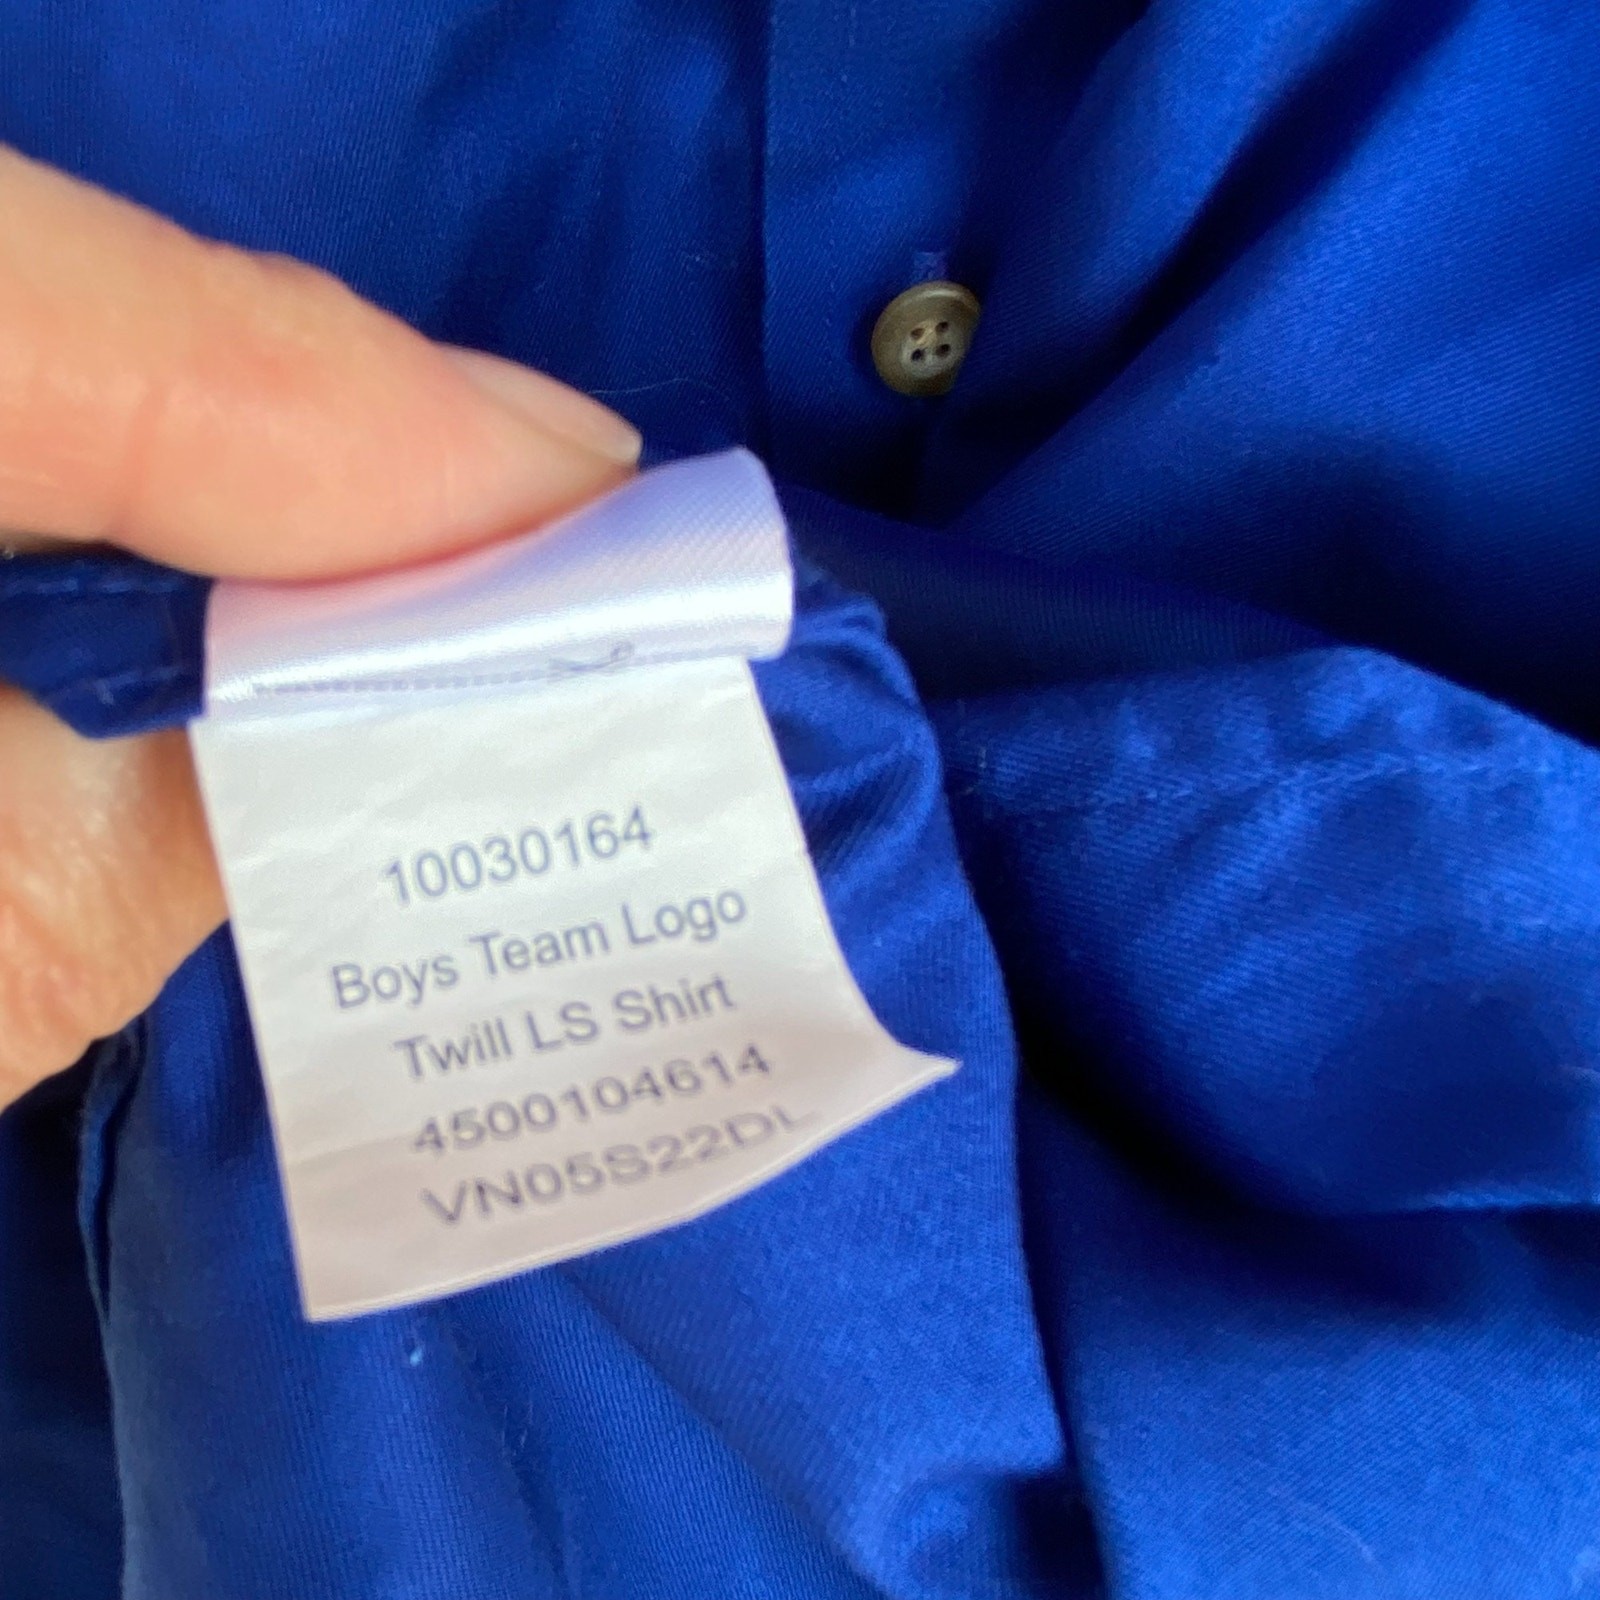 10030164
Boys Team Logo
Twill LS Shirt
4500104614
VN05S22DL